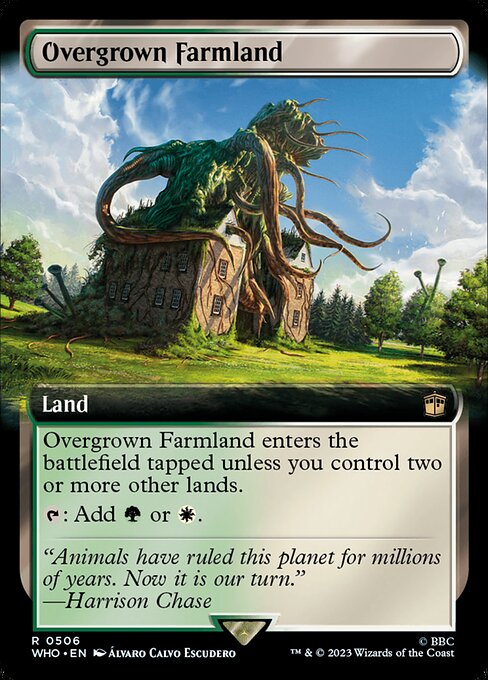 Overgrown Farmland
Land
Overgrown Farmland enters the
battlefield tapped unless you control two
or more other lands.
: Add or .
“Animals have ruled this planet for millions
of years. Now it is our turn.”
—Harrison Chase
R 0506
WHO • EN Álvaro Calvo Escudero
© BBC
™ & © 2023 Wizards of the Coast